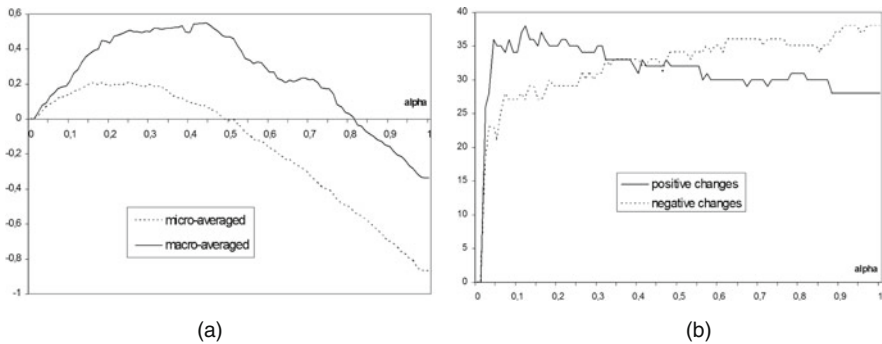 0,6
0,4
0,2
0
-0,2
-0,4
-0,6
-0,8
-1
alpha
0 0,1 0,2 0,3 0,4 0,5 0,6 0,7 0,8 0,9 1
micro-averaged
macro-averaged
(a)
40
35
30
25
20
15
10
5
0
positive changes
negative changes
alpha
0 0,1 0,2 0,3 0,4 0,5 0,6 0,7 0,8 0,9 1
(b)